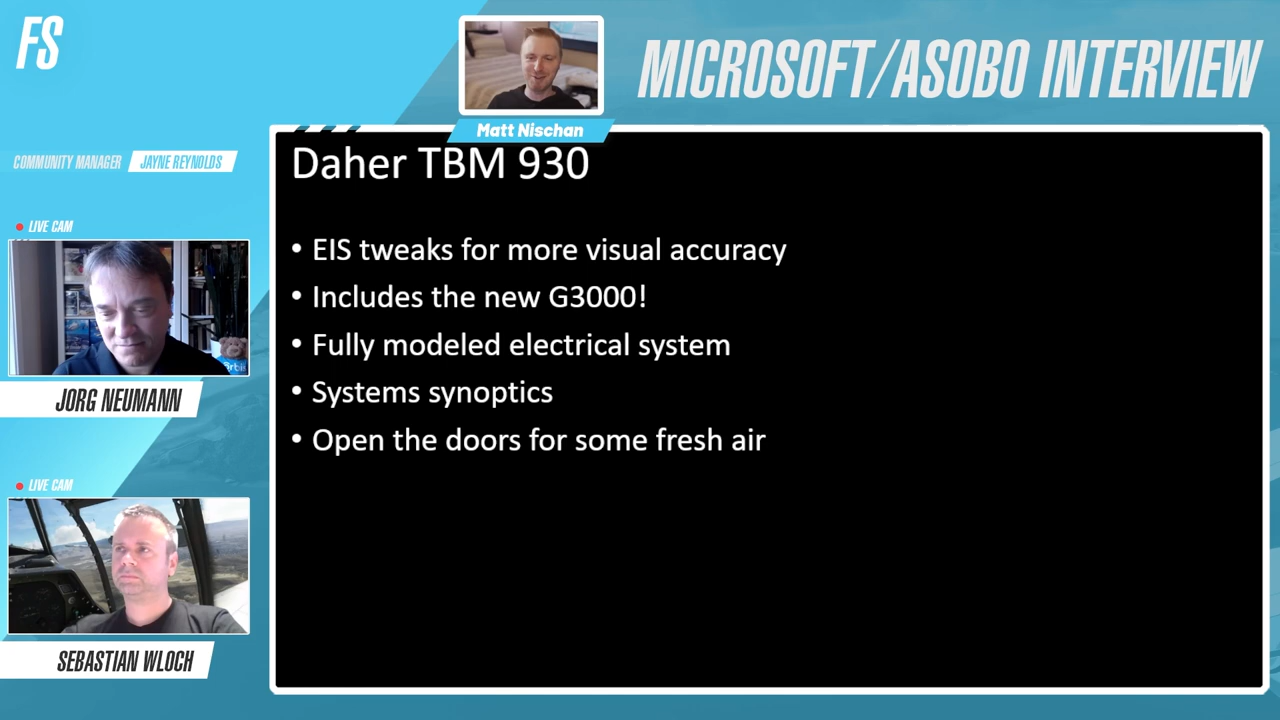 FS
MICROSOFT/ASOBO INTERVIEW
Matt Nischan
COMMUNITY MANAGER JAYNE REYNOLDS
LIVE CAM
JORG NEUMANN
LIVE CAM
SEBASTIAN WLOCH
Daher TBM 930
• EIS tweaks for more visual accuracy
• Includes the new G3000!
• Fully modeled electrical system
• Systems synoptics
• Open the doors for some fresh air